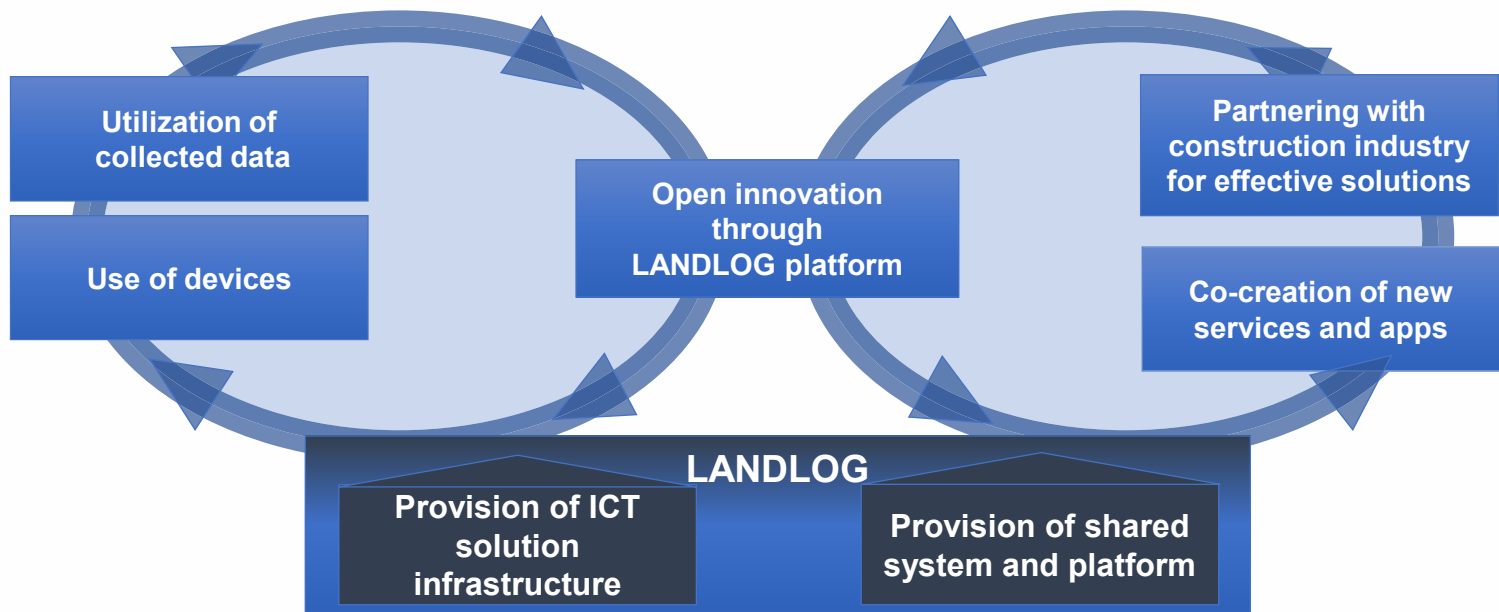 Utilization of
collected data
Use of devices
Open innovation
through
LANDLOG platform
Partnering with
construction industry
for effective solutions
Co-creation of new
services and apps
LANDLOG
Provision of ICT
solution
infrastructure
Provision of shared
system and platform